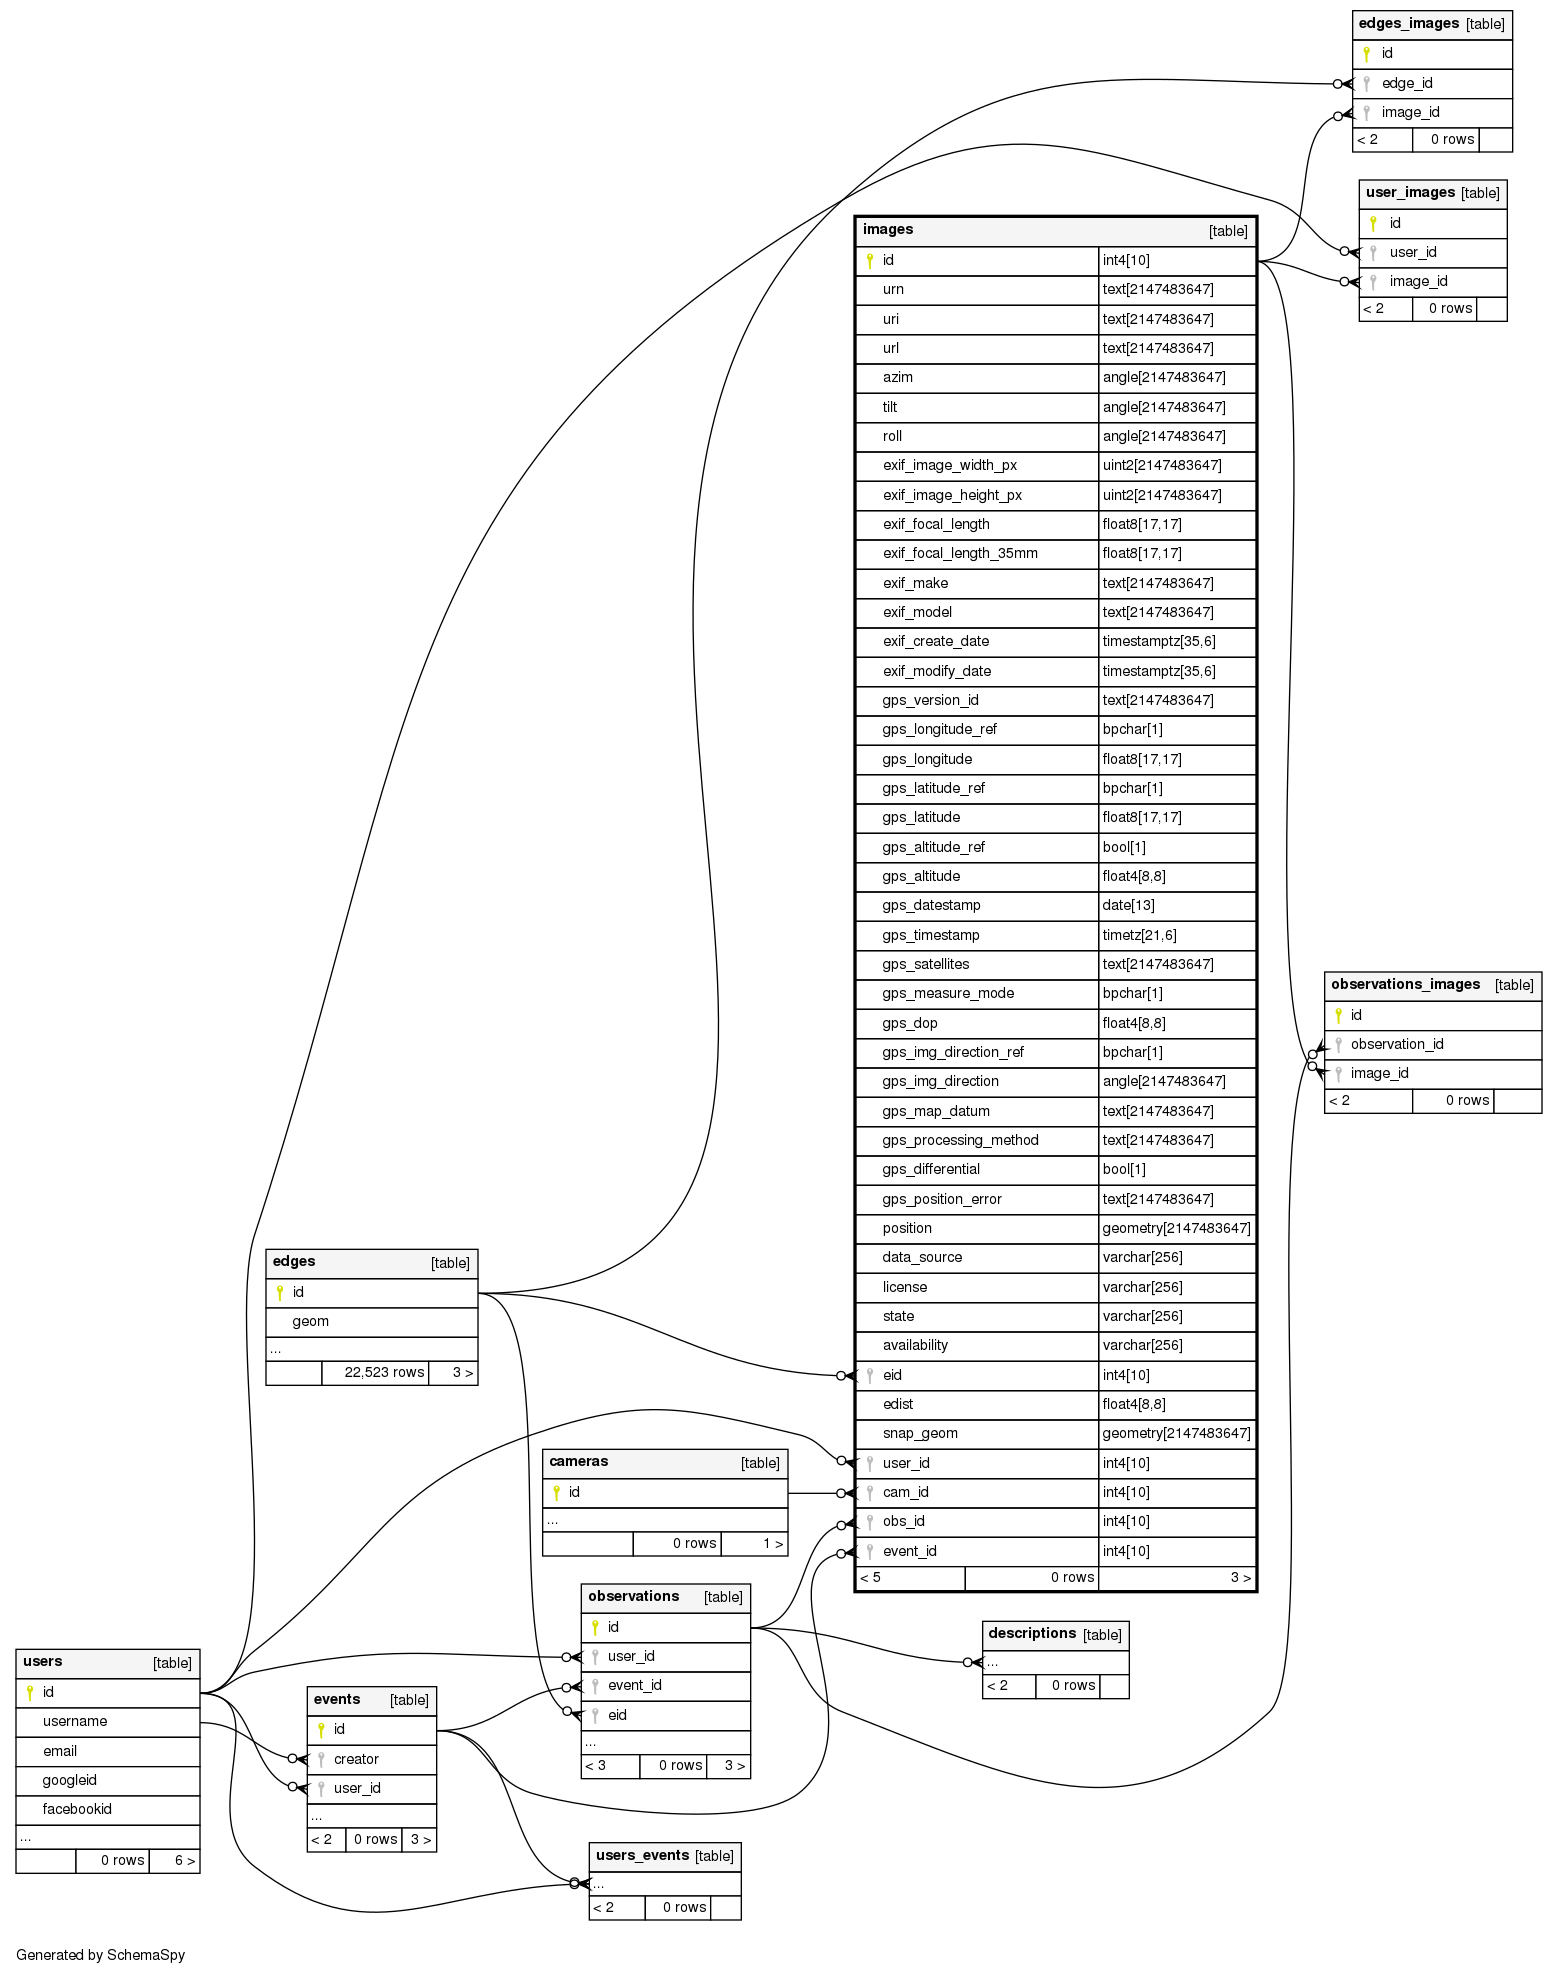 edges_images [table]
id
edge_id
image_id
< 2 0 rows
user_images [table]
id
user_id
image_id
< 2 0 rows
images [table]
id int4[10]
urn text[2147483647]
uri text[2147483647]
url text[2147483647]
azim angle[2147483647]
tilt angle[2147483647]
roll angle[2147483647]
exif_image_width_px uint2[2147483647]
exif_image_height_px uint2[2147483647]
exif_focal_length float8[17,17]
exif_focal_length_35mm float8[17,17]
exif_make text[2147483647]
exif_model text[2147483647]
exif_create_date timestamptz[35,6]
exif_modify_date timestamptz[35,6]
gps_version_id text[2147483647]
gps_longitude_ref bpchar[1]
gps_longitude float8[17,17]
gps_latitude_ref bpchar[1]
gps_latitude float8[17,17]
gps_altitude_ref bool[1]
gps_altitude float4[8,8]
gps_datestamp date[13]
gps_timestamp timetz[21,6]
gps_satellites text[2147483647]
gps_measure_mode bpchar[1]
gps_dop float4[8,8]
gps_img_direction_ref bpchar[1]
gps_img_direction angle[2147483647]
gps_map_datum text[2147483647]
gps_processing_method text[2147483647]
gps_differential bool[1]
gps_position_error text[2147483647]
position geometry[2147483647]
data_source varchar[256]
license varchar[256]
state varchar[256]
availability varchar[256]
eid int4[10]
edist float4[8,8]
snap_geom geometry[2147483647]
user_id int4[10]
cam_id int4[10]
obs_id int4[10]
event_id int4[10]
< 5 0 rows 3 >
observations_images [table]
id
observation_id
image_id
< 2 0 rows
edges [table]
id
geom
...
22,523 rows 3 >
cameras [table]
id
...
0 rows 1 >
observations [table]
id
user_id
event_id
eid
...
< 3 0 rows 3 >
descriptions [table]
...
< 2 0 rows
users [table]
id
username
email
googleid
facebookid
...
0 rows 6 >
events [table]
id
creator
user_id
...
< 2 0 rows 3 >
users_events [table]
...
< 2 0 rows
Generated by SchemaSpy